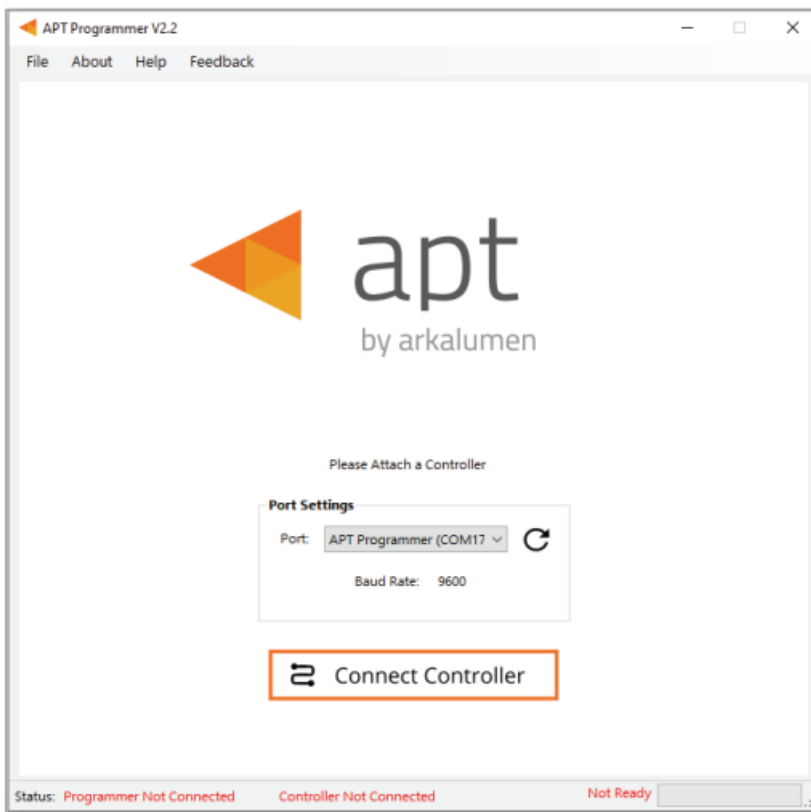 APT Programmer V2.2
File About Help Feedback
apt
by arkalumen
Please Attach a Controller
Port Settings
Port: APT Programmer (COM17
Baud Rate: 9600
Connect Controller
Status: Programmer Not Connected Controller Not Connected Not Ready